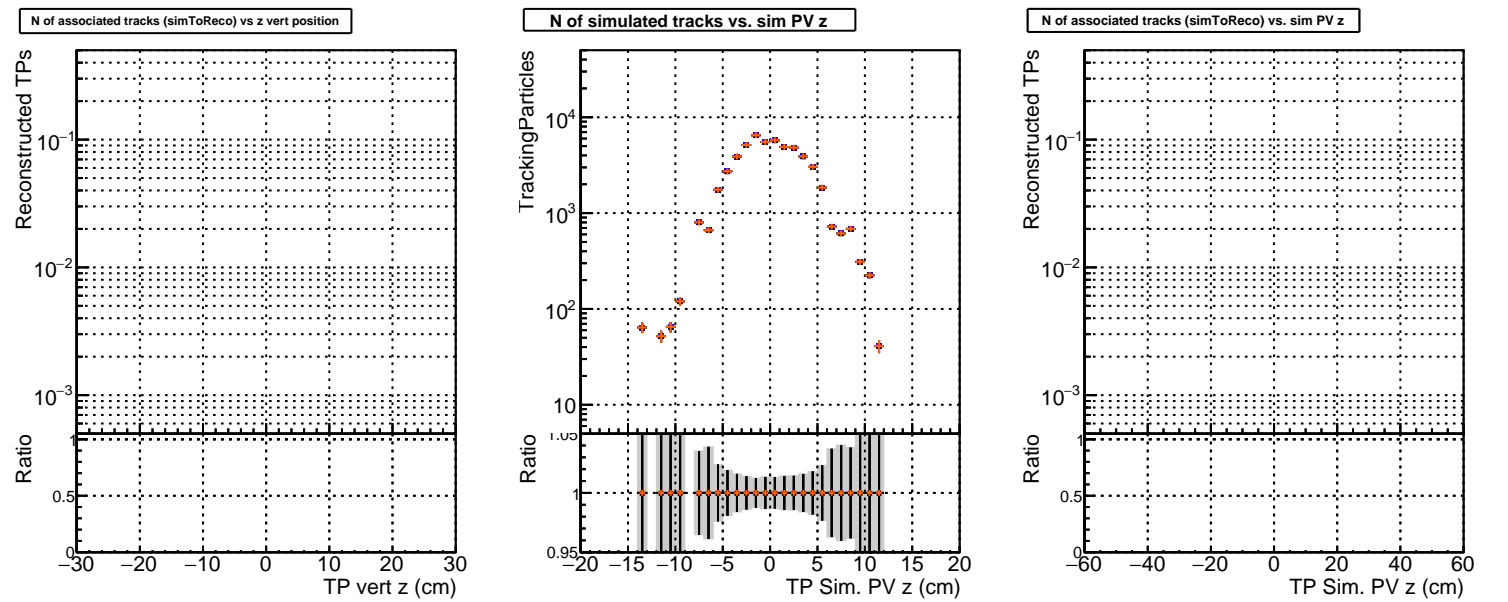 N of associated tracks (simToReco) vs z vert position
Reconstructed TPs
10−1
10−2
10−3
Ratio
1
0.5
0
−30 −20 −10 0 10 20 30
TP vert z (cm)
N of simulated tracks vs. sim PV z
TrackingParticles
10^4
10^3
10^2
10
Ratio
1.05
1
0.95
−20 −15 −10 −5 0 5 10 15 20
TP Sim. PV z (cm)
N of associated tracks (simToReco) vs. sim PV z
Reconstructed TPs
10−1
10−2
10−3
Ratio
1
0.5
0
−60 −40 −20 0 20 40 60
TP Sim. PV z (cm)